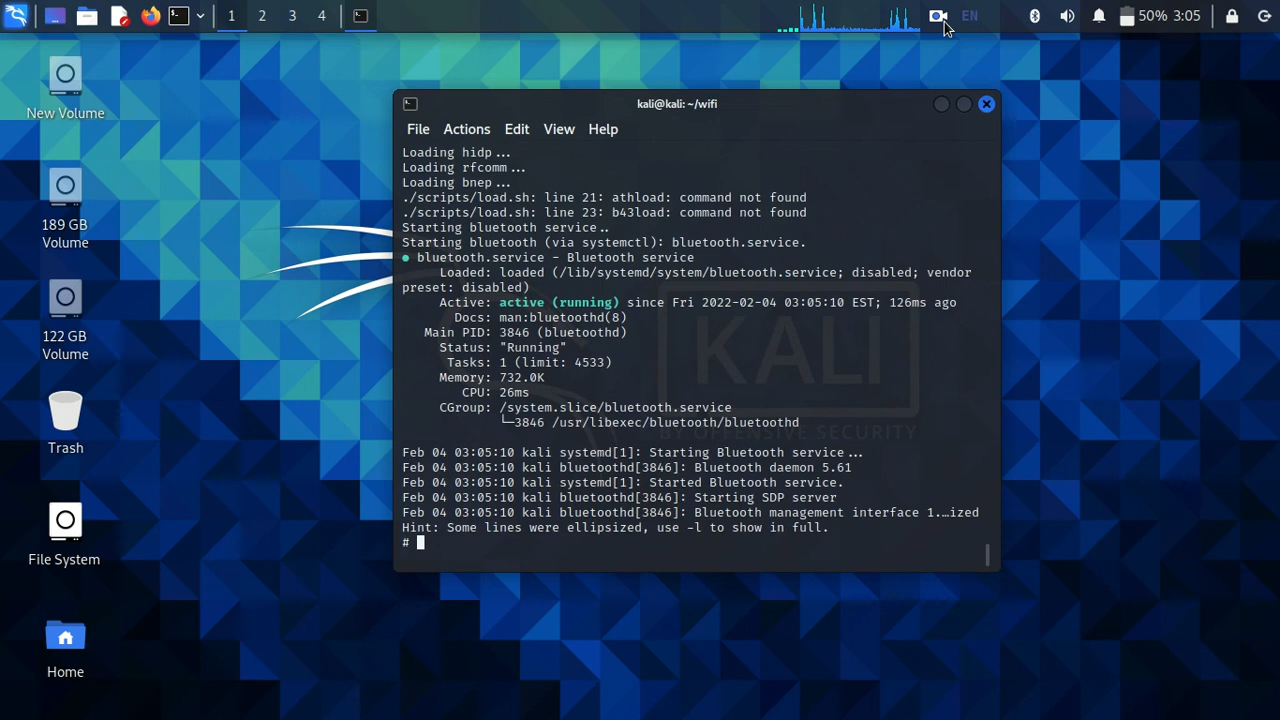 1 2 3 4 EN 50% 3:05
New Volume
189 GB
Volume
122 GB
Volume
Trash
File System
Home
kali@kali: ~/wifi
File Actions Edit View Help
Loading hidp...
Loading rfcomm...
Loading bnep...
./scripts/load.sh: line 21: athload: command not found
./scripts/load.sh: line 23: b43load: command not found
Starting bluetooth service..
Starting bluetooth (via systemctl): bluetooth.service.
● bluetooth.service - Bluetooth service
Loaded: loaded (/lib/systemd/system/bluetooth.service; disabled; vendor
preset: disabled)
Active: active (running) since Fri 2022-02-04 03:05:10 EST; 126ms ago
Docs: man:bluetoothd(8)
Main PID: 3846 (bluetoothd)
Status: "Running"
Tasks: 1 (limit: 4533)
Memory: 732.0K
CPU: 26ms
CGroup: /system.slice/bluetooth.service
└─3846 /usr/libexec/bluetooth/bluetoothd
Feb 04 03:05:10 kali systemd[1]: Starting Bluetooth service...
Feb 04 03:05:10 kali bluetoothd[3846]: Bluetooth daemon 5.61
Feb 04 03:05:10 kali systemd[1]: Started Bluetooth service.
Feb 04 03:05:10 kali bluetoothd[3846]: Starting SDP server
Feb 04 03:05:10 kali bluetoothd[3846]: Bluetooth management interface 1.…ized
Hint: Some lines were ellipsized, use -l to show in full.
#
KALI
BY OFFENSIVE SECURITY